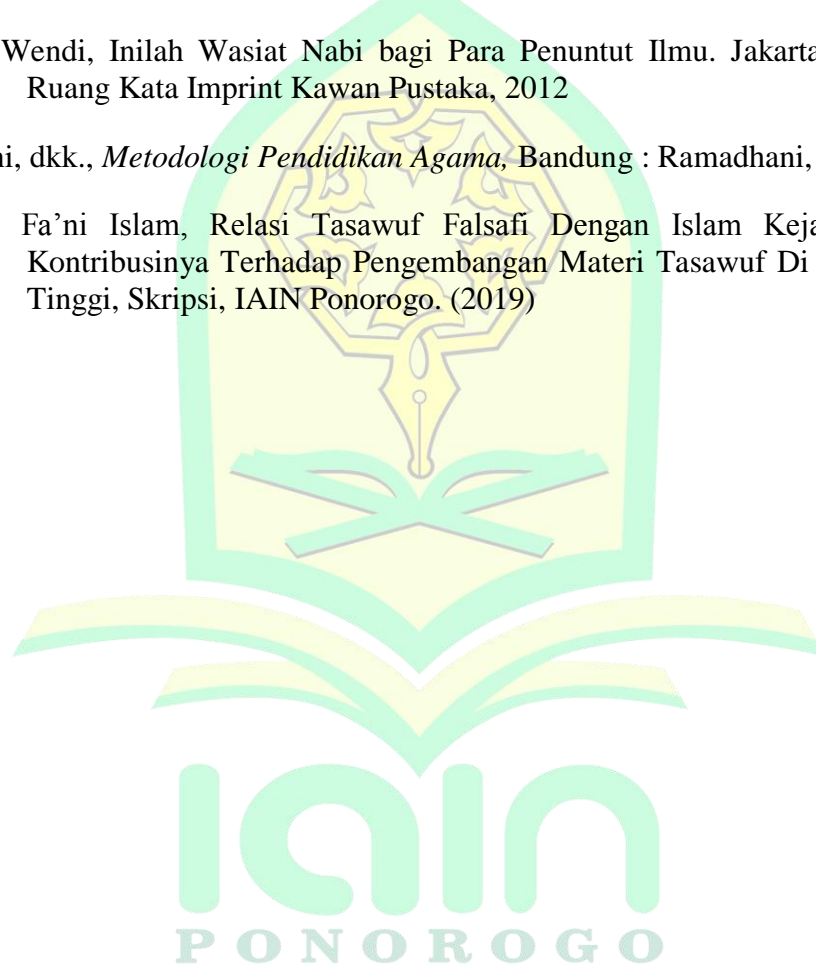 Wendi, Inilah Wasiat Nabi bagi Para Penuntut Ilmu. Jakarta
Ruang Kata Imprint Kawan Pustaka, 2012
ni, dkk., Metodologi Pendidikan Agama, Bandung : Ramadhani,
Fa’ni Islam, Relasi Tasawuf Falsafi Dengan Islam Keja
Kontribusinya Terhadap Pengembangan Materi Tasawuf Di
Tinggi, Skripsi, IAIN Ponorogo. (2019)
IAIN
PONOROGO